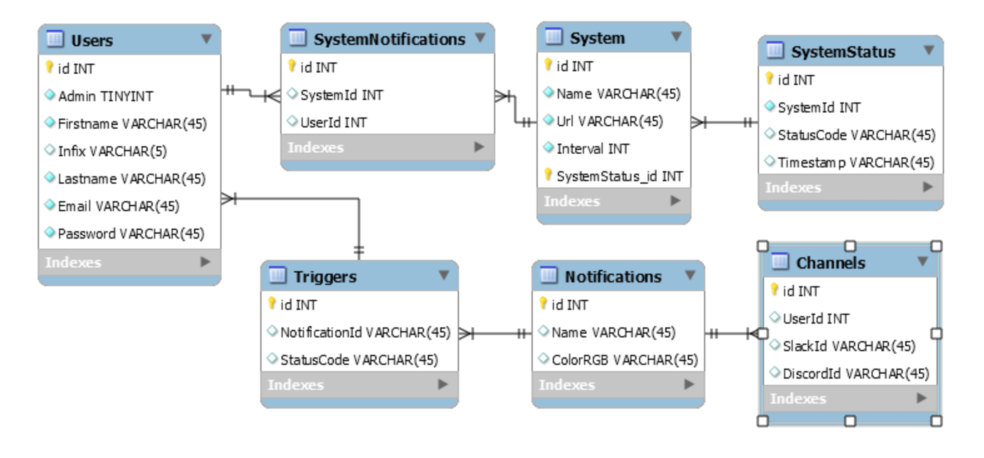 Users
id INT
Admin TINYINT
Firstname VARCHAR(45)
Infix VARCHAR(5)
Lastname VARCHAR(45)
Email VARCHAR(45)
Password VARCHAR(45)
Indexes
SystemNotifications
id INT
SystemId INT
UserId INT
Indexes
System
id INT
Name VARCHAR(45)
Url VARCHAR(45)
Interval INT
SystemStatus_id INT
Indexes
SystemStatus
id INT
SystemId INT
StatusCode VARCHAR(45)
Timestamp VARCHAR(45)
Indexes
Triggers
id INT
NotificationId VARCHAR(45)
StatusCode VARCHAR(45)
Indexes
Notifications
id INT
Name VARCHAR(45)
ColorRGB VARCHAR(45)
Indexes
Channels
id INT
UserId INT
SlackId VARCHAR(45)
DiscordId VARCHAR(45)
Indexes